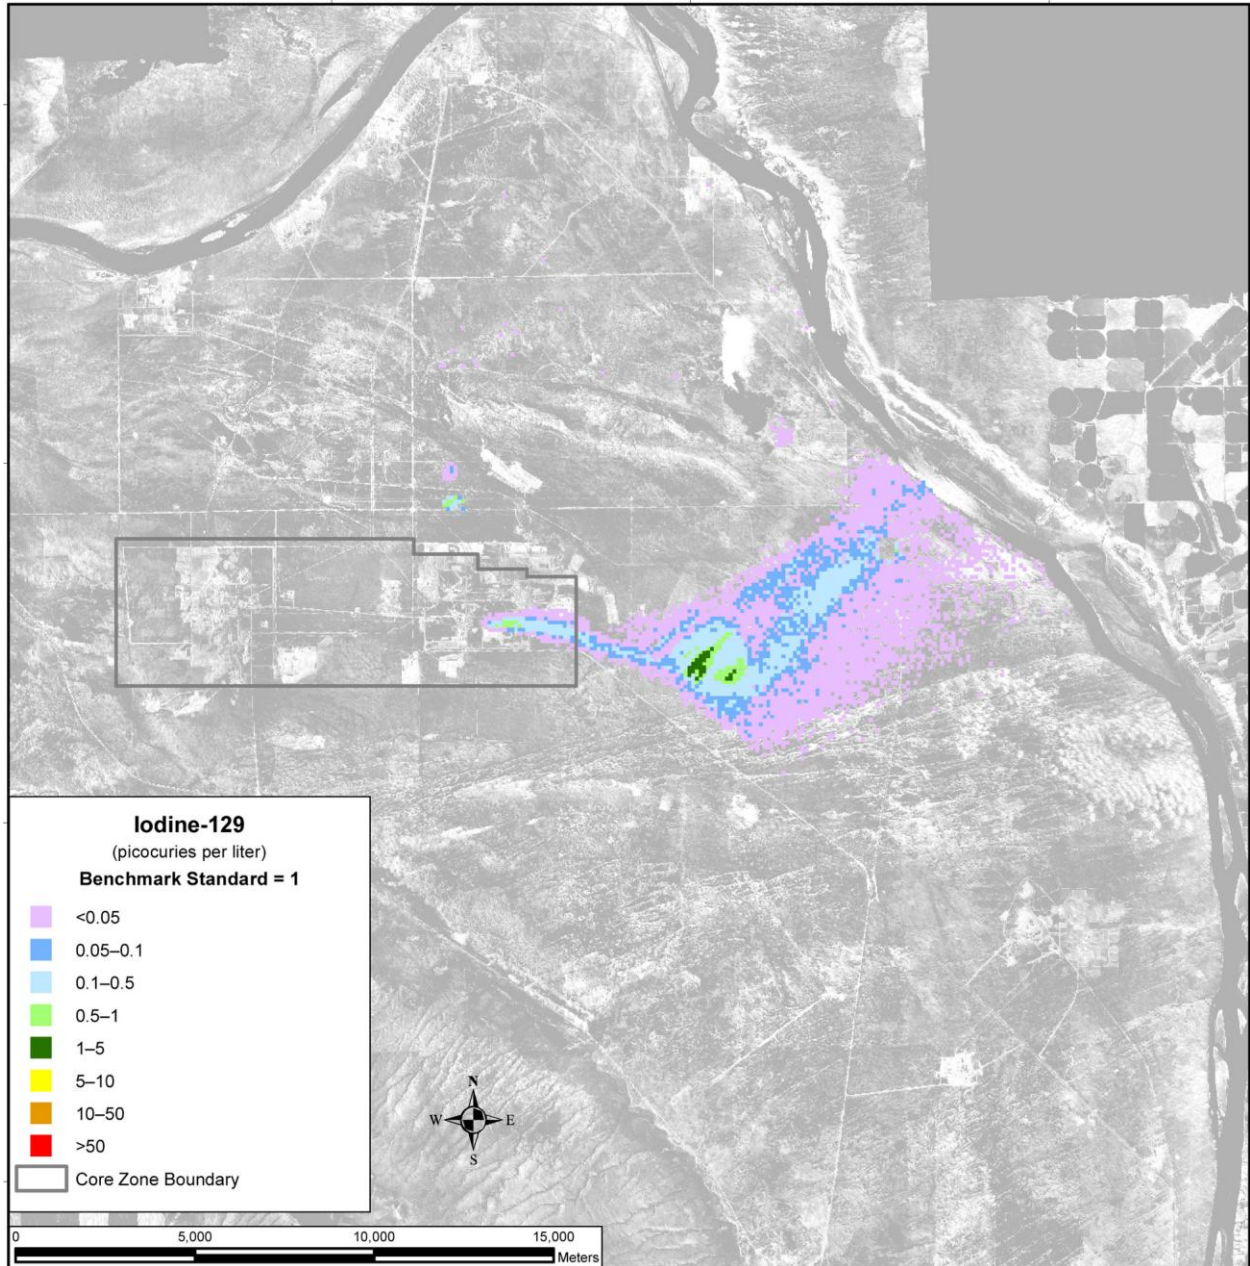 Iodine-129
(picocuries per liter)
Benchmark Standard = 1
<0.05
0.05–0.1
0.1–0.5
0.5–1
1–5
5–10
10–50
>50
Core Zone Boundary
N
W E
S
0 5,000 10,000 15,000
Meters